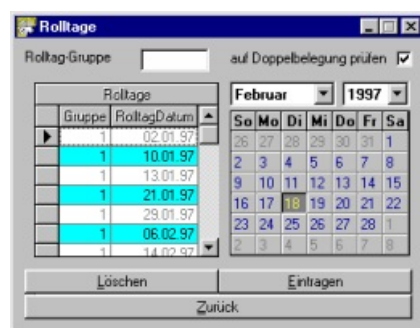 Rolltage
Rolltag-Gruppe
auf Doppelbelegung prüfen
Rolltage
Gruppe RolltagDatum
1 02.01.97
1 10.01.97
1 13.01.97
1 21.01.97
1 29.01.97
1 06.02.97
1 14.02.97
Februar 1997
So Mo Di Mi Do Fr Sa
26 27 28 29 30 31 1
2 3 4 5 6 7 8
9 10 11 12 13 14 15
16 17 18 19 20 21 22
23 24 25 26 27 28 1
2 3 4 5 6 7 8
Löschen
Eintragen
Zurück